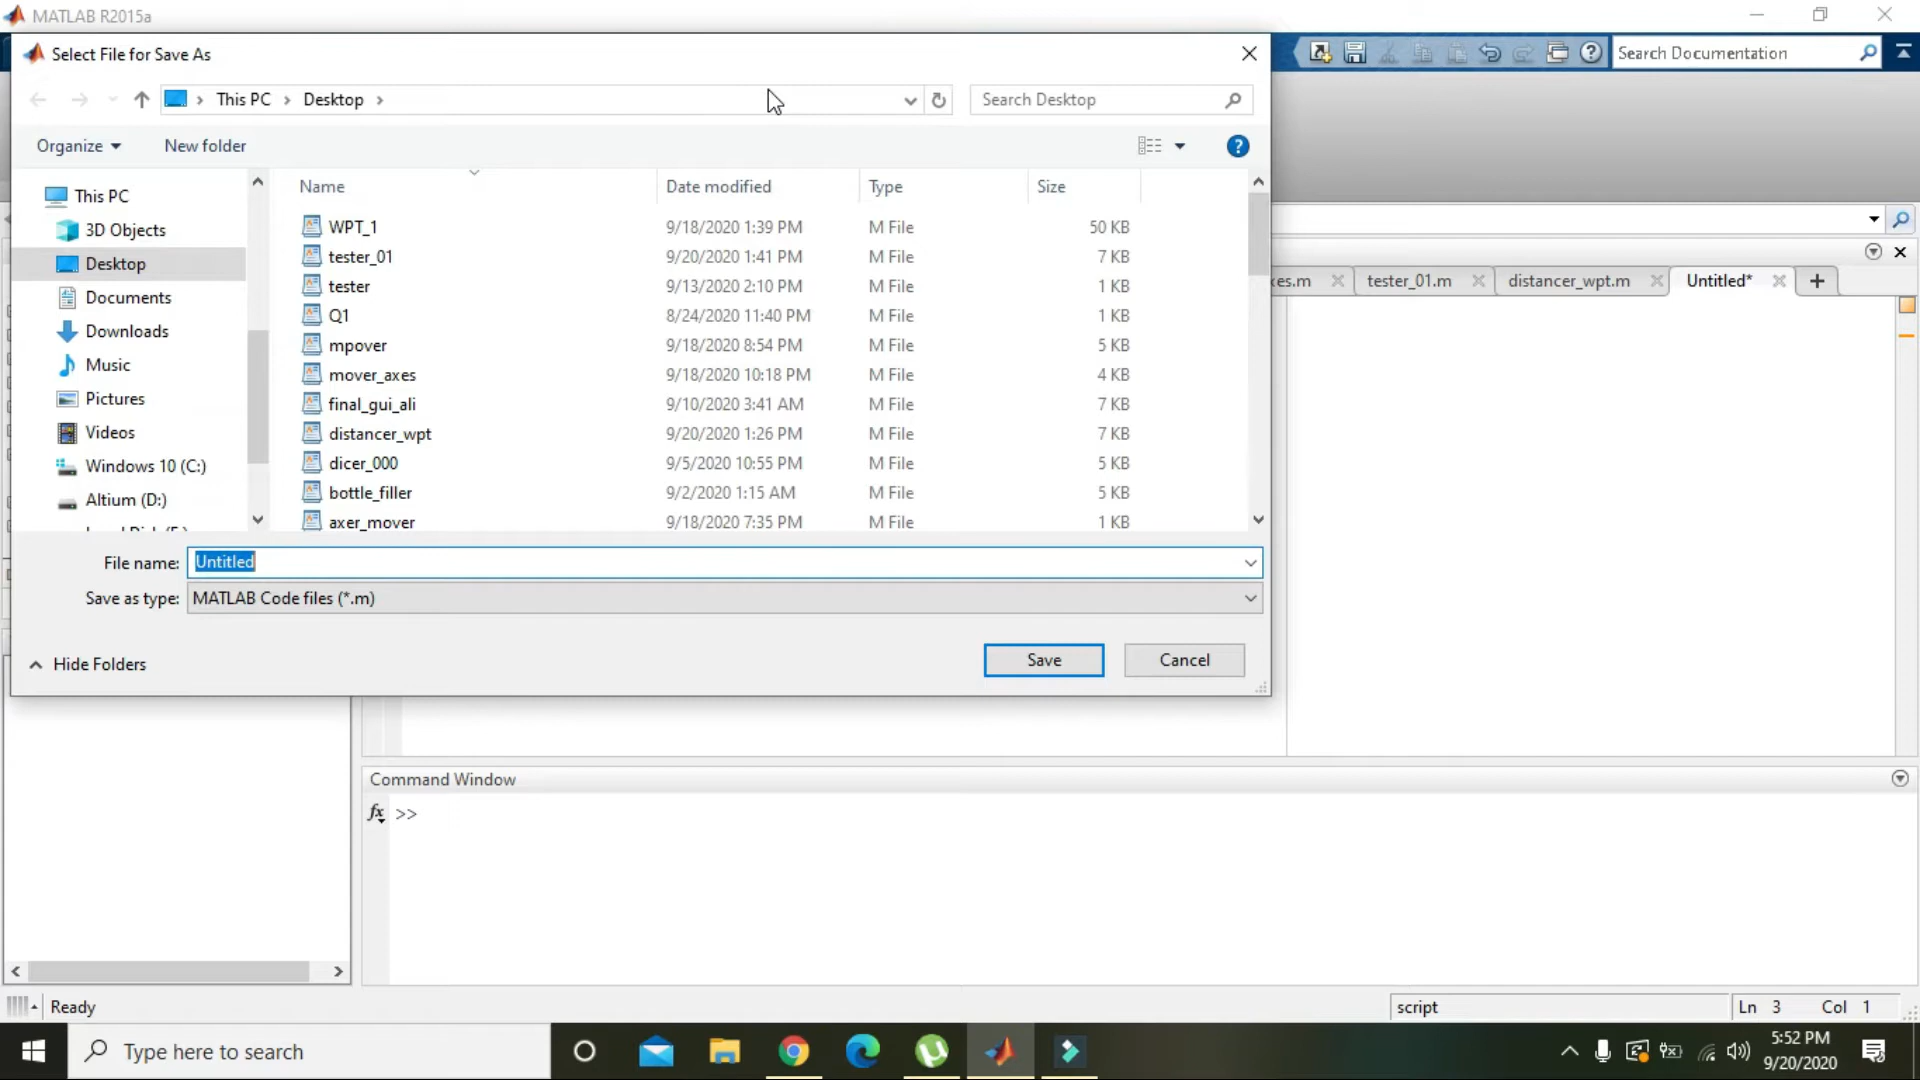 MATLAB R2015a
Select File for Save As
Search Documentation
This PC
Desktop
Search Desktop
Organize
New folder
Name
Date modified
Type
Size
This PC
3D Objects
Desktop
Documents
Downloads
Music
Pictures
Videos
Windows 10 (C:)
Altium (D:)
WPT_1 9/18/2020 1:39 PM M File 50 KB
tester_01 9/20/2020 1:41 PM M File 7 KB
tester 9/13/2020 2:10 PM M File 1 KB
Q1 8/24/2020 11:40 PM M File 1 KB
mpover 9/18/2020 8:54 PM M File 5 KB
mover_axes 9/18/2020 10:18 PM M File 4 KB
final_gui_ali 9/10/2020 3:41 AM M File 7 KB
distancer_wpt 9/20/2020 1:26 PM M File 7 KB
dicer_000 9/5/2020 10:55 PM M File 5 KB
bottle_filler 9/2/2020 1:15 AM M File 5 KB
axer_mover 9/18/2020 7:35 PM M File 1 KB
xes.m
tester_01.m
distancer_wpt.m
Untitled*
File name: Untitled
Save as type: MATLAB Code files (*.m)
Hide Folders
Save
Cancel
Command Window
fx >>
Ready
script
Ln 3 Col 1
Type here to search
5:52 PM
9/20/2020